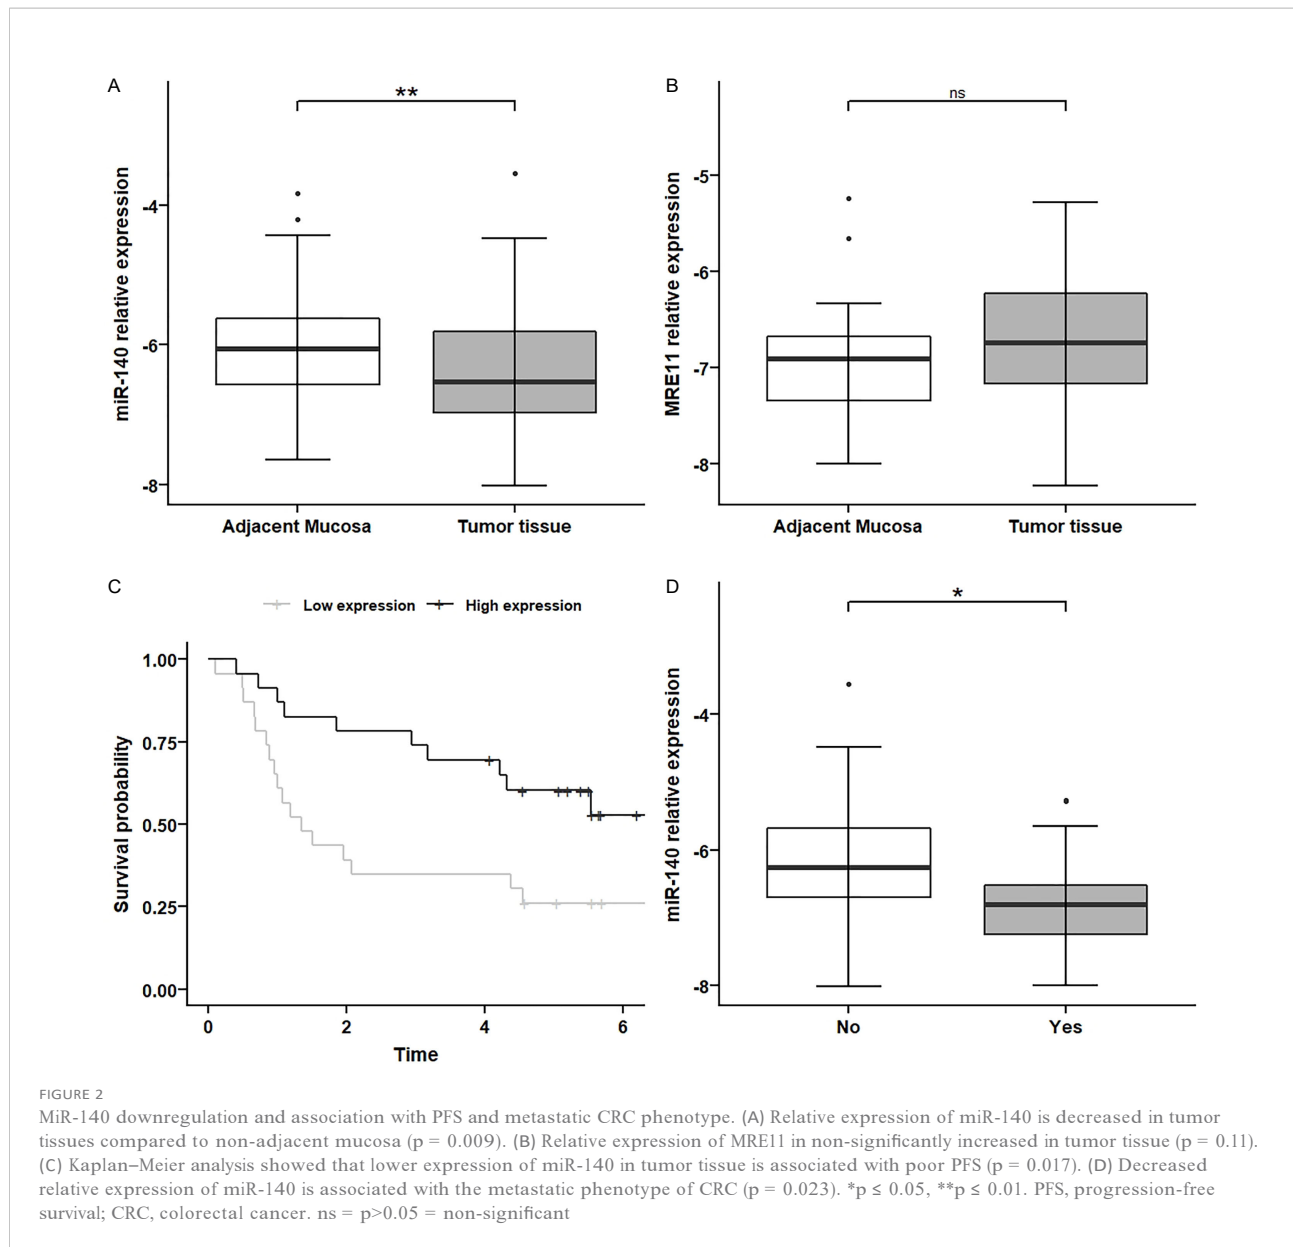 A
**
miR-140 relative expression
-4
-6
-8
Adjacent Mucosa
Tumor tissue
B
ns
MRE11 relative expression
-5
-6
-7
-8
Adjacent Mucosa
Tumor tissue
C
Low expression
High expression
Survival probability
1.00
0.75
0.50
0.25
0.00
0
2
4
6
Time
D
*
miR-140 relative expression
-4
-6
-8
No
Yes
FIGURE 2
MiR-140 downregulation and association with PFS and metastatic CRC phenotype. (A) Relative expression of miR-140 is decreased in tumor
tissues compared to non-adjacent mucosa (p = 0.009). (B) Relative expression of MRE11 in non-significantly increased in tumor tissue (p = 0.11).
(C) Kaplan–Meier analysis showed that lower expression of miR-140 in tumor tissue is associated with poor PFS (p = 0.017). (D) Decreased
relative expression of miR-140 is associated with the metastatic phenotype of CRC (p = 0.023). *p ≤ 0.05, **p ≤ 0.01. PFS, progression-free
survival; CRC, colorectal cancer. ns = p>0.05 = non-significant